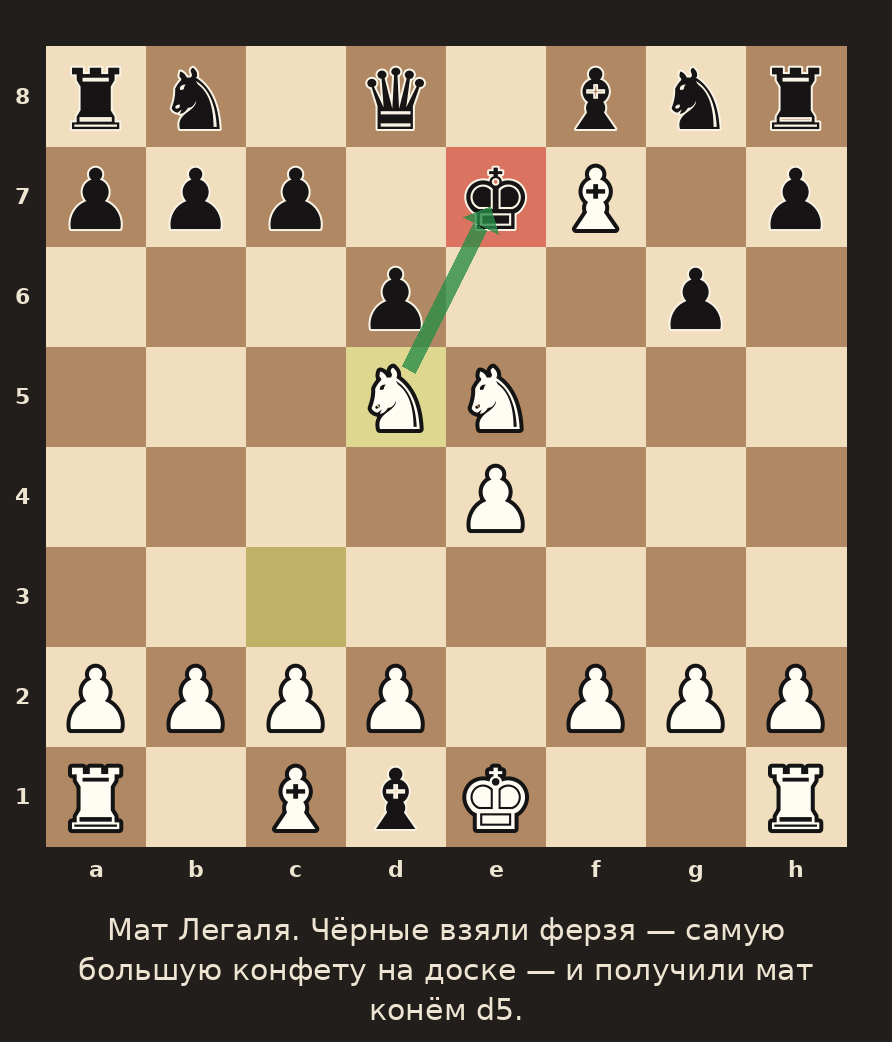 8
7
6
5
4
3
2
1
a b c d e f g h
Мат Легаля. Чёрные взяли ферзя — самую
большую конфету на доске — и получили мат
конём d5.